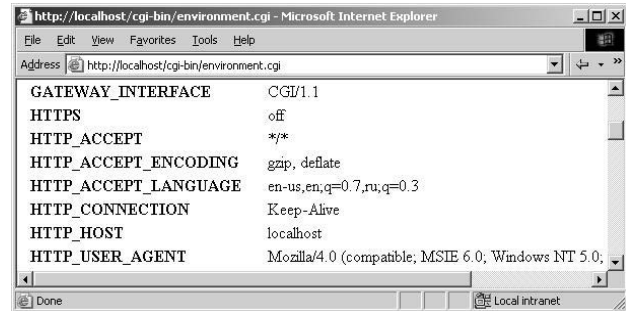 http://localhost/cgi-bin/environment.cgi - Microsoft Internet Explorer
File Edit View Favorites Tools Help
Address http://localhost/cgi-bin/environment.cgi
GATEWAY_INTERFACE CGI/1.1
HTTPS off
HTTP_ACCEPT */*
HTTP_ACCEPT_ENCODING gzip, deflate
HTTP_ACCEPT_LANGUAGE en-us,en;q=0.7,ru;q=0.3
HTTP_CONNECTION Keep-Alive
HTTP_HOST localhost
HTTP_USER_AGENT Mozilla/4.0 (compatible; MSIE 6.0; Windows NT 5.0;
Done Local intranet